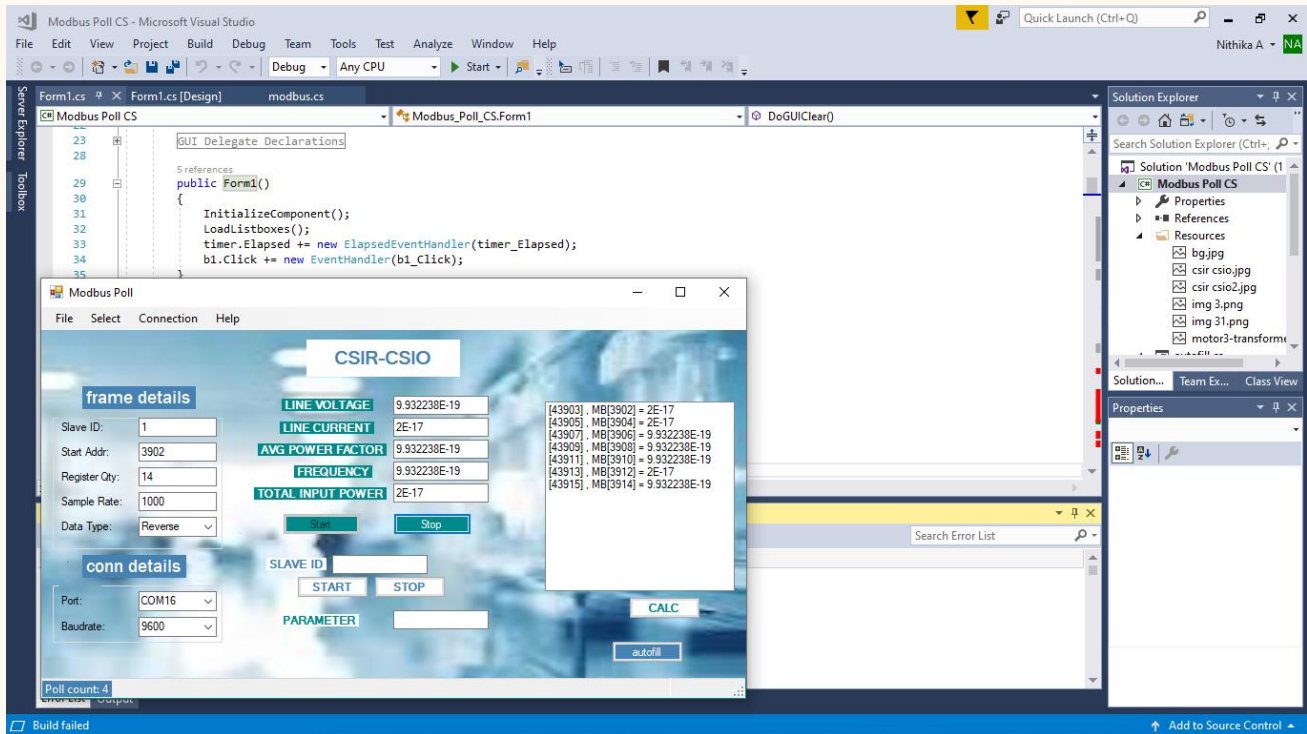 Modbus Poll CS - Microsoft Visual Studio
Quick Launch (Ctrl+Q)
File Edit View Project Build Debug Team Tools Test Analyze Window Help
Nithika A NA
Debug Any CPU Start
Server Explorer
Toolbox
Form1.cs Form1.cs [Design] modbus.cs
C# Modbus Poll CS Modbus_Poll_CS.Form1 DoGUIClear()
23 GUI Delegate Declarations
28
5 references
29 public Form1()
30 {
31 InitializeComponent();
32 LoadListboxes();
33 timer.Elapsed += new ElapsedEventHandler(timer_Elapsed);
34 b1.Click += new EventHandler(b1_Click);
35 }
Modbus Poll
File Select Connection Help
CSIR-CSIO
frame details
Slave ID: 1
Start Addr: 3902
Register Qty: 14
Sample Rate: 1000
Data Type: Reverse
conn details
Port: COM16
Baudrate: 9600
LINE VOLTAGE 9.932238E-19
LINE CURRENT 2E-17
AVG POWER FACTOR 9.932238E-19
FREQUENCY 9.932238E-19
TOTAL INPUT POWER 2E-17
Start Stop
SLAVE ID
START STOP
PARAMETER
[43903] , MB[3902] = 2E-17
[43905] , MB[3904] = 2E-17
[43907] , MB[3906] = 9.932238E-19
[43909] , MB[3908] = 9.932238E-19
[43911] , MB[3910] = 9.932238E-19
[43913] , MB[3912] = 2E-17
[43915] , MB[3914] = 9.932238E-19
CALC
autofill
Poll count: 4
Search Error List
Error List Output
Solution Explorer
Search Solution Explorer (Ctrl+;
Solution 'Modbus Poll CS' (1
C# Modbus Poll CS
Properties
References
Resources
bg.jpg
csir csio.jpg
csir csio2.jpg
img 3.png
img 31.png
motor3-transforme
Solution... Team Ex... Class View
Properties
Build failed
Add to Source Control